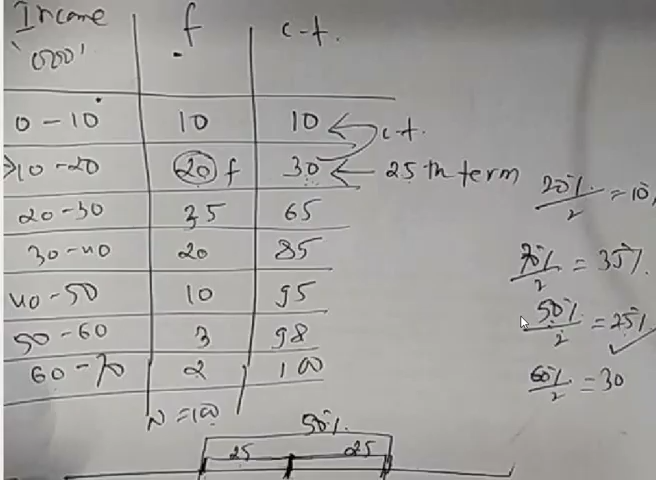 Income f c.f.
'000'
0-10 10 10 c.f.
10-20 20 f 30 25th term
20-30 35 65
30-40 20 85
40-50 10 95
50-60 3 98
60-70 2 100
N=100
20%/2 = 10%
70%/2 = 35%
50%/2 = 25%
60%/2 = 30
50%
25 25